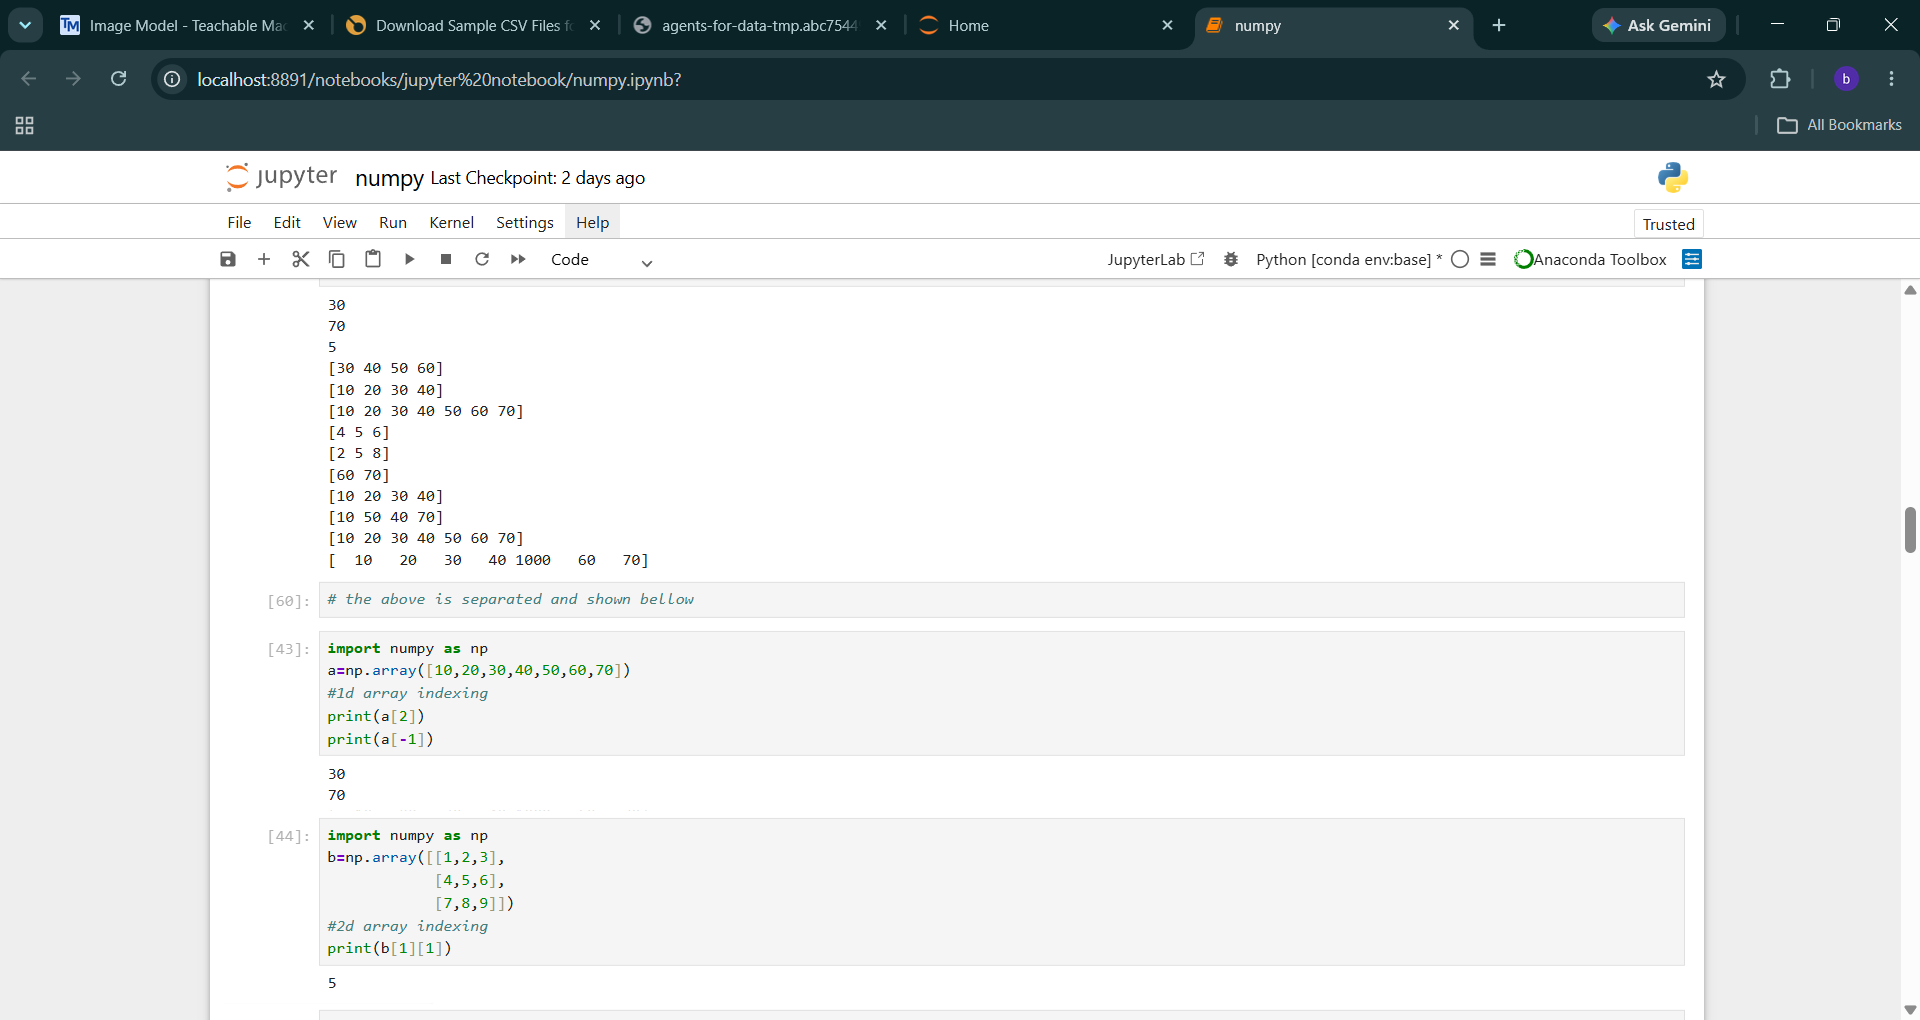 Image Model - Teachable Mac
Download Sample CSV Files fo
agents-for-data-tmp.abc7544
Home
numpy
Ask Gemini
localhost:8891/notebooks/jupyter%20notebook/numpy.ipynb?
b
All Bookmarks
jupyter numpy Last Checkpoint: 2 days ago
File Edit View Run Kernel Settings Help
Trusted
Code
JupyterLab
Python [conda env:base] *
Anaconda Toolbox
30
70
5
[30 40 50 60]
[10 20 30 40]
[10 20 30 40 50 60 70]
[4 5 6]
[2 5 8]
[60 70]
[10 20 30 40]
[10 50 40 70]
[10 20 30 40 50 60 70]
[  10   20   30   40 1000   60   70]
[60]: # the above is separated and shown bellow
[43]: import numpy as np
a=np.array([10,20,30,40,50,60,70])
#1d array indexing
print(a[2])
print(a[-1])
30
70
[44]: import numpy as np
b=np.array([[1,2,3],
[4,5,6],
[7,8,9]])
#2d array indexing
print(b[1][1])
5